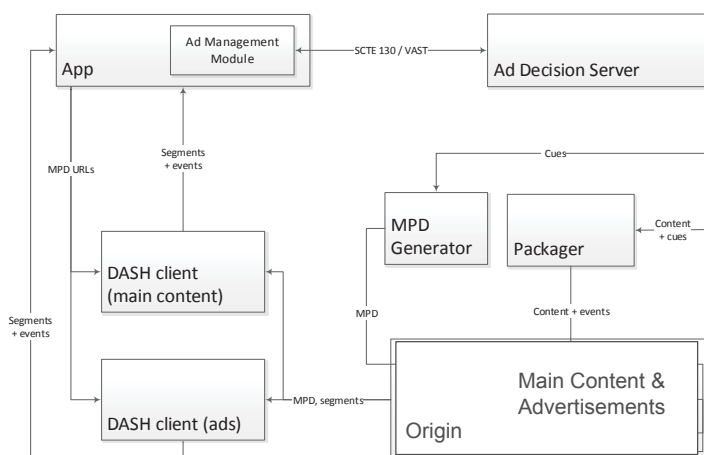 Ad Management
Module
App
SCTE 130 / VAST
Ad Decision Server
Segments
+ events
MPD URLs
Cues
MPD
Generator
Packager
Content
+ cues
DASH client
(main content)
Segments
+ events
MPD
Content + events
Main Content &
Advertisements
MPD, segments
DASH client (ads)
Origin